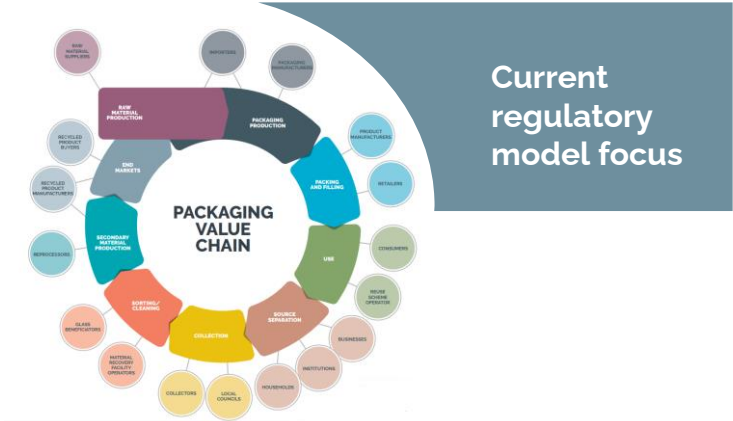 Current
regulatory
model focus
PACKAGING
VALUE
CHAIN
RAW
MATERIAL
PRODUCTION
PACKAGING
PRODUCTION
PACKING
AND FILLING
USE
SOURCE
SEPARATION
COLLECTION
SORTING/
CLEANING
SECONDARY
MATERIAL
PRODUCTION
END
MARKETS
RAW
MATERIAL
SUPPLIERS
IMPORTERS
PACKAGING
MANUFACTURERS
PRODUCT
MANUFACTURERS
RETAILERS
CONSUMERS
REUSE
SCHEME
OPERATOR
BUSINESSES
INSTITUTIONS
HOUSEHOLDS
LOCAL
COUNCILS
COLLECTORS
MATERIAL
RECOVERY
FACILITY
OPERATORS
GLASS
BENEFICIATORS
REPROCESSORS
RECYCLED
PRODUCT
MANUFACTURERS
RECYCLED
PRODUCT
BUYERS